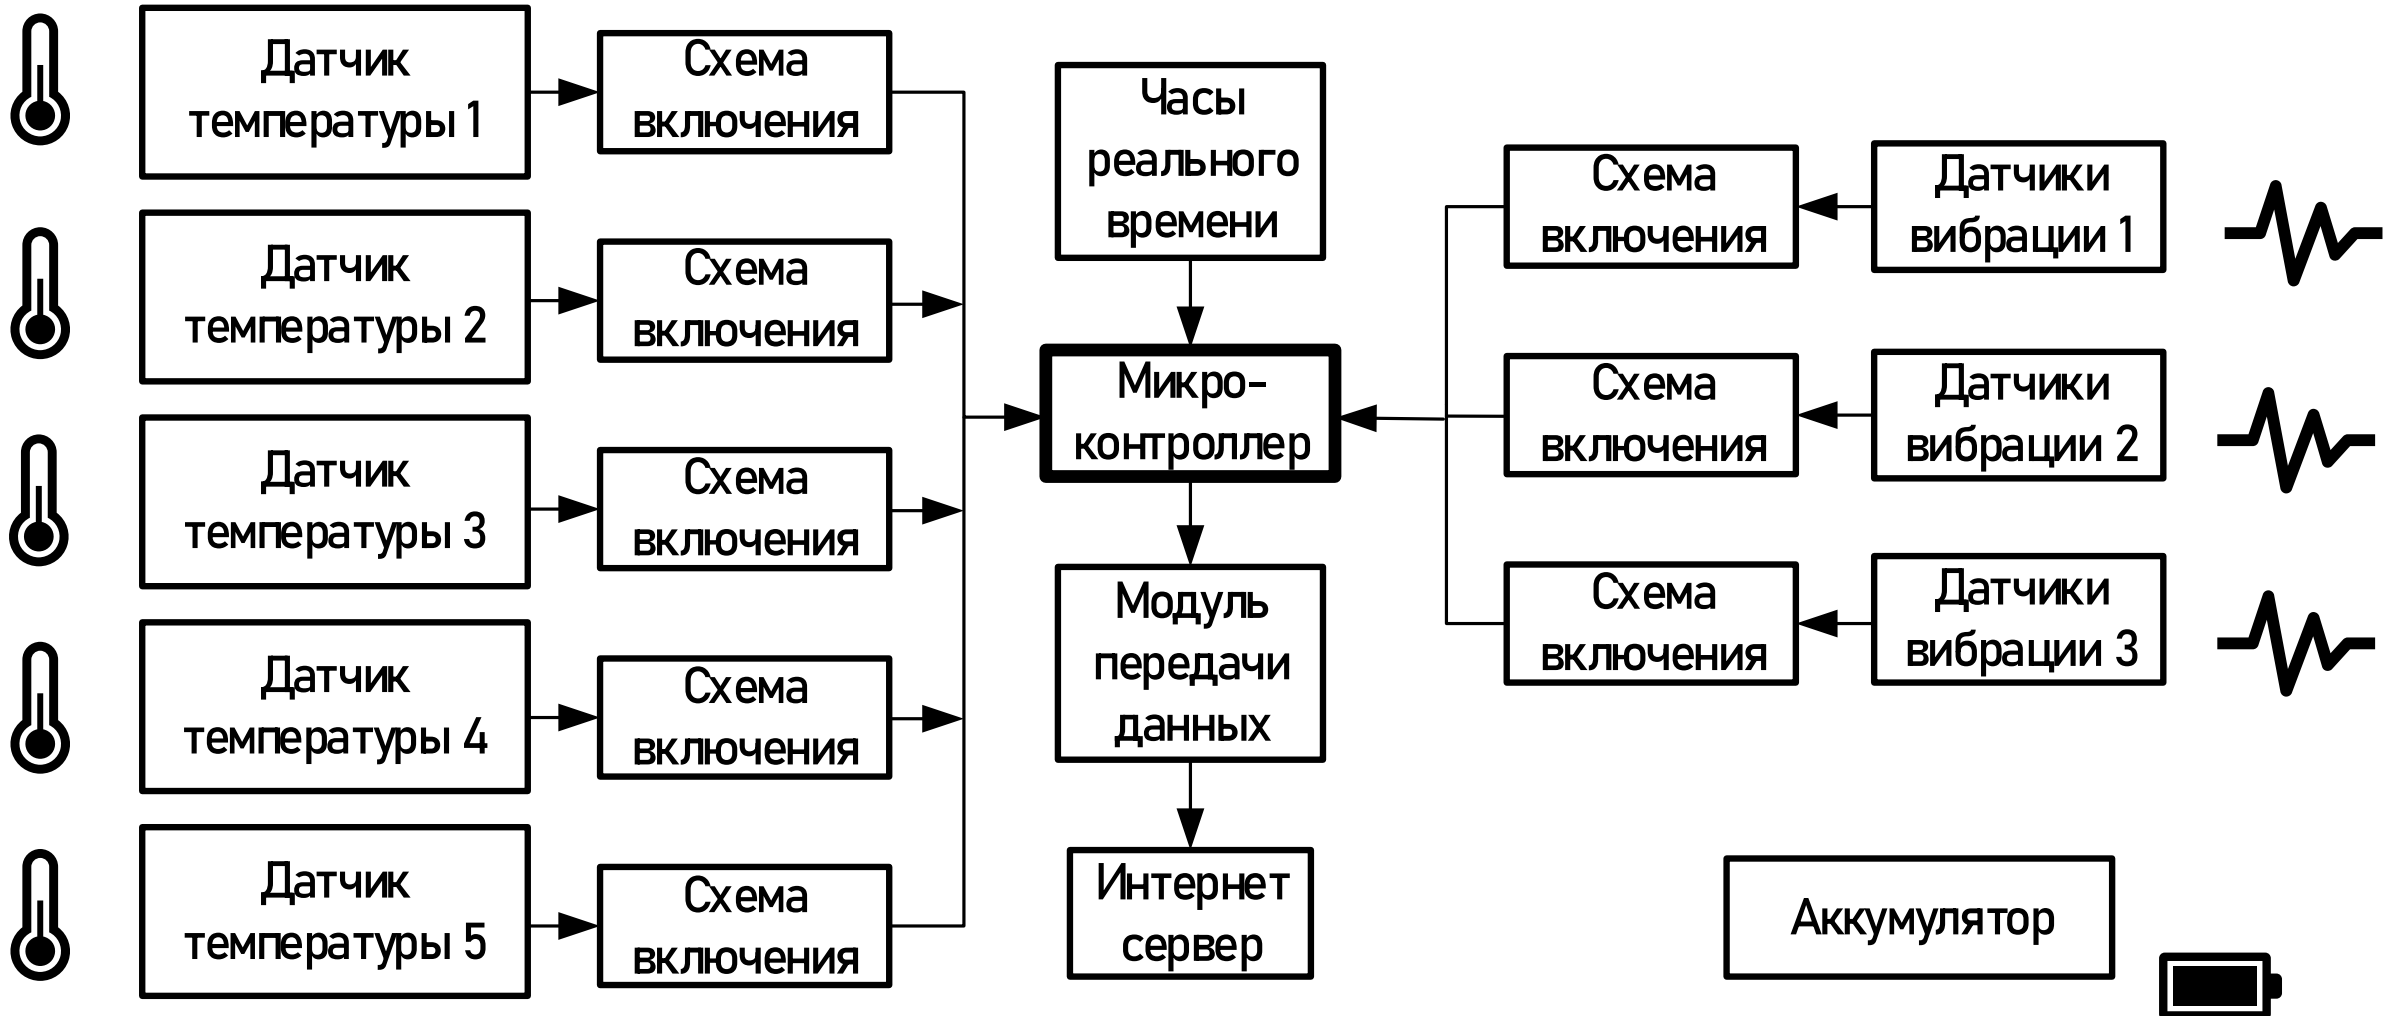 Датчик
температуры 1
Схема
включения
Датчик
температуры 2
Схема
включения
Датчик
температуры 3
Схема
включения
Датчик
температуры 4
Схема
включения
Датчик
температуры 5
Схема
включения
Часы
реального
времени
Микро-
контроллер
Модуль
передачи
данных
Интернет
сервер
Схема
включения
Датчики
вибрации 1
Схема
включения
Датчики
вибрации 2
Схема
включения
Датчики
вибрации 3
Аккумулятор